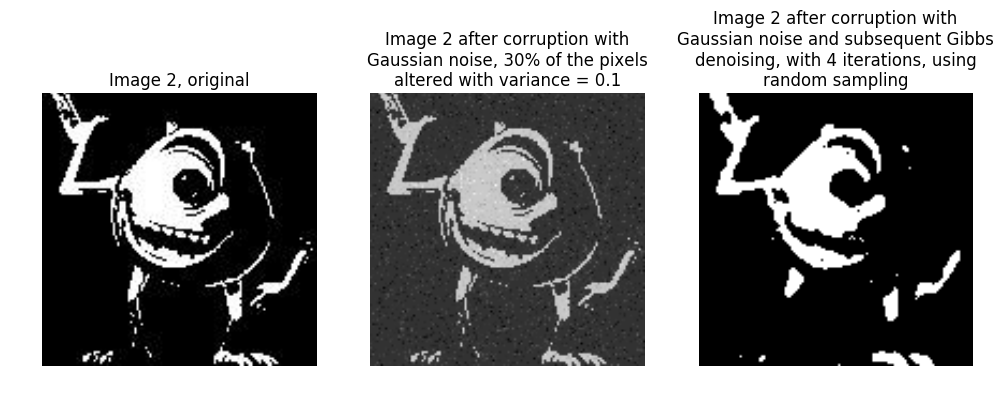 Image 2, original
Image 2 after corruption with
Gaussian noise, 30% of the pixels
altered with variance = 0.1
Image 2 after corruption with
Gaussian noise and subsequent Gibbs
denoising, with 4 iterations, using
random sampling